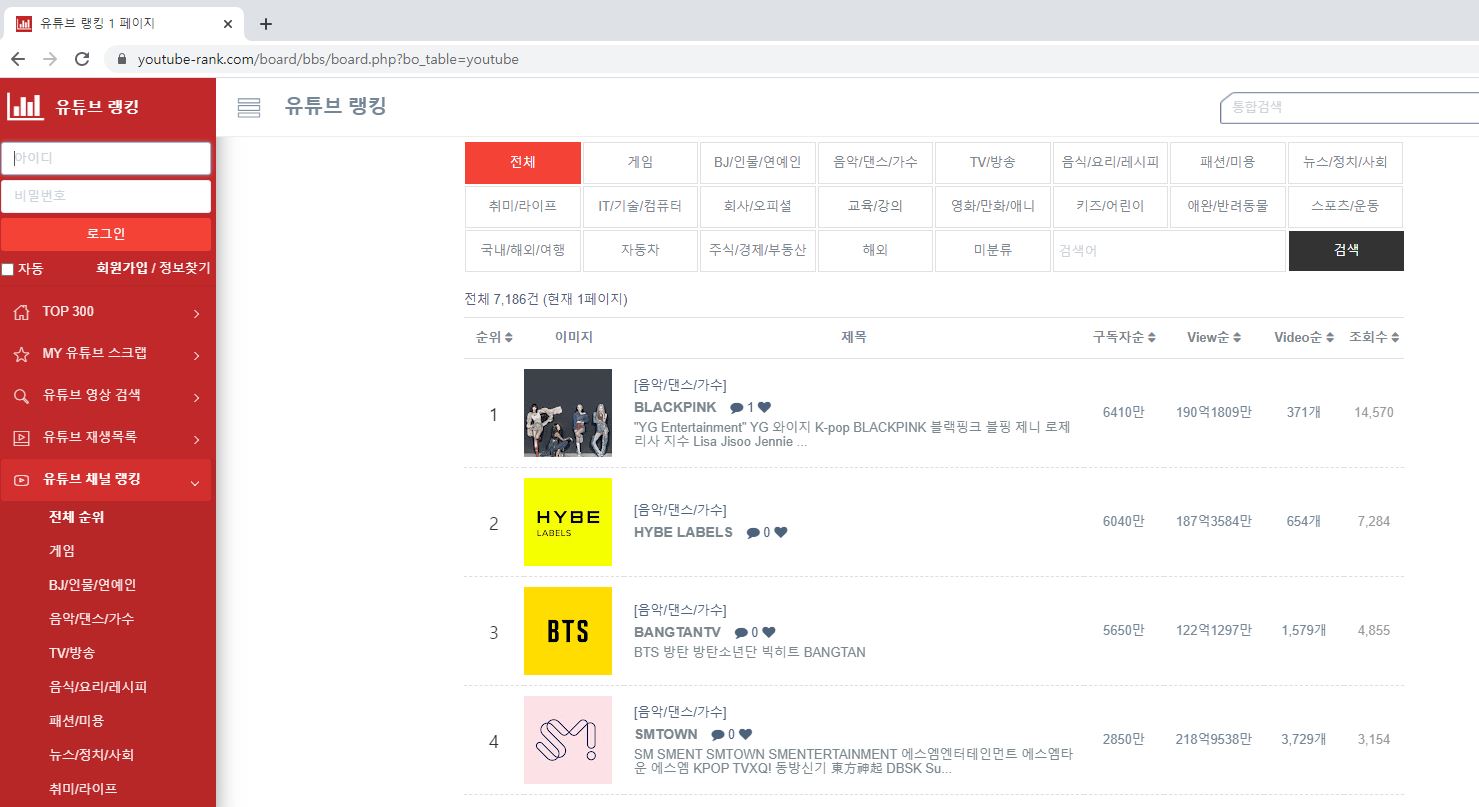 유튜브 랭킹 1 페이지
youtube-rank.com/board/bbs/board.php?bo_table=youtube
유튜브 랭킹
아이디
비밀번호
로그인
자동 회원가입 / 정보찾기
TOP 300
MY 유튜브 스크랩
유튜브 영상 검색
유튜브 재생목록
유튜브 채널 랭킹
전체 순위
게임
BJ/인물/연예인
음악/댄스/가수
TV/방송
음식/요리/레시피
패션/미용
뉴스/정치/사회
취미/라이프
유튜브 랭킹
통합검색
전체 게임 BJ/인물/연예인 음악/댄스/가수 TV/방송 음식/요리/레시피 패션/미용 뉴스/정치/사회
취미/라이프 IT/기술/컴퓨터 회사/오피셜 교육/강의 영화/만화/애니 키즈/어린이 애완/반려동물 스포츠/운동
국내/해외/여행 자동차 주식/경제/부동산 해외 미분류 검색어 검색
전체 7,186건 (현재 1페이지)
순위 이미지 제목 구독자순 View순 Video순 조회수
[음악/댄스/가수]
1 BLACKPINK 1 6410만 190억1809만 371개 14,570
"YG Entertainment" YG 와이지 K-pop BLACKPINK 블랙핑크 블핑 제니 로제
리사 지수 Lisa Jisoo Jennie ...
HYBE
LABELS
[음악/댄스/가수]
2 HYBE LABELS 0 6040만 187억3584만 654개 7,284
[음악/댄스/가수]
3 BTS BANGTANTV 0 5650만 122억1297만 1,579개 4,855
BTS 방탄 방탄소년단 빅히트 BANGTAN
[음악/댄스/가수]
4 SM! SMTOWN 0 2850만 218억9538만 3,729개 3,154
SM SMENT SMTOWN SMENTERTAINMENT 에스엠엔터테인먼트 에스엠타
운 에스엠 KPOP TVXQ! 동방신기 東方神起 DBSK Su...